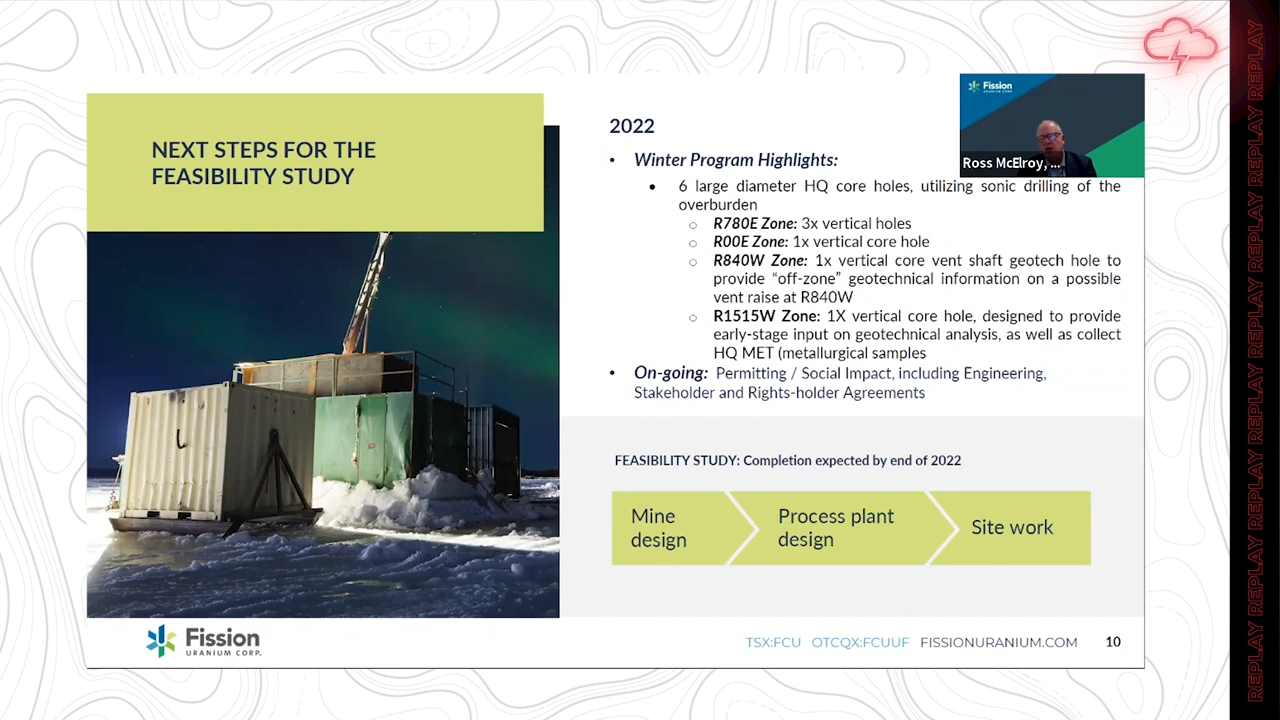 NEXT STEPS FOR THE
FEASIBILITY STUDY
2022
• Winter Program Highlights:
• 6 large diameter HQ core holes, utilizing sonic drilling of the
overburden
○ R780E Zone: 3x vertical holes
○ R00E Zone: 1x vertical core hole
○ R840W Zone: 1x vertical core vent shaft geotech hole to
provide “off-zone” geotechnical information on a possible
vent raise at R840W
○ R1515W Zone: 1X vertical core hole, designed to provide
early-stage input on geotechnical analysis, as well as collect
HQ MET (metallurgical samples
• On-going: Permitting / Social Impact, including Engineering,
Stakeholder and Rights-holder Agreements
FEASIBILITY STUDY: Completion expected by end of 2022
Mine
design
Process plant
design
Site work
Fission
URANIUM CORP.
TSX:FCU OTCQX:FCUUF FISSIONURANIUM.COM 10
Fission
URANIUM CORP.
Ross McElroy, ...
REPLAY REPLAY REPLAY REPLAY REPLAY REPLAY REPLAY REPLAY